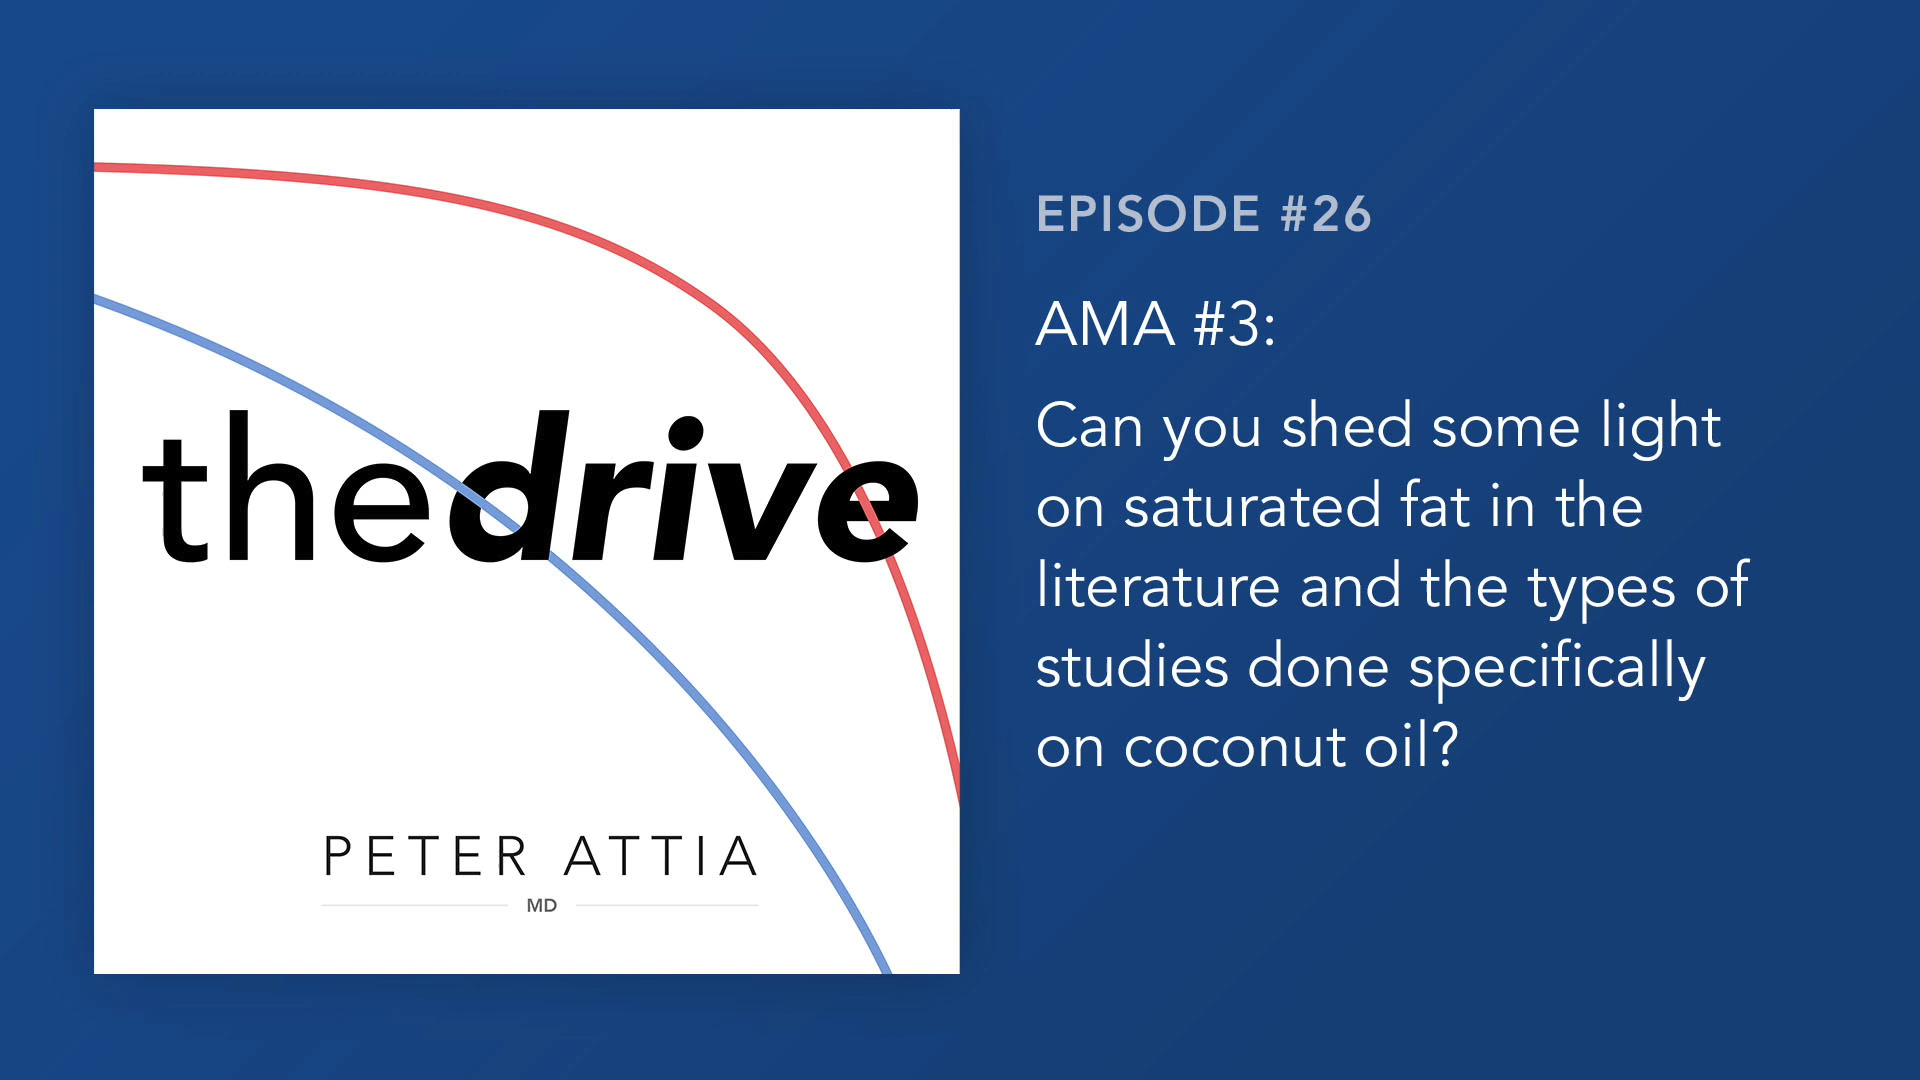 thedrive
PETER ATTIA
MD
EPISODE #26
AMA #3:
Can you shed some light
on saturated fat in the
literature and the types of
studies done specifically
on coconut oil?